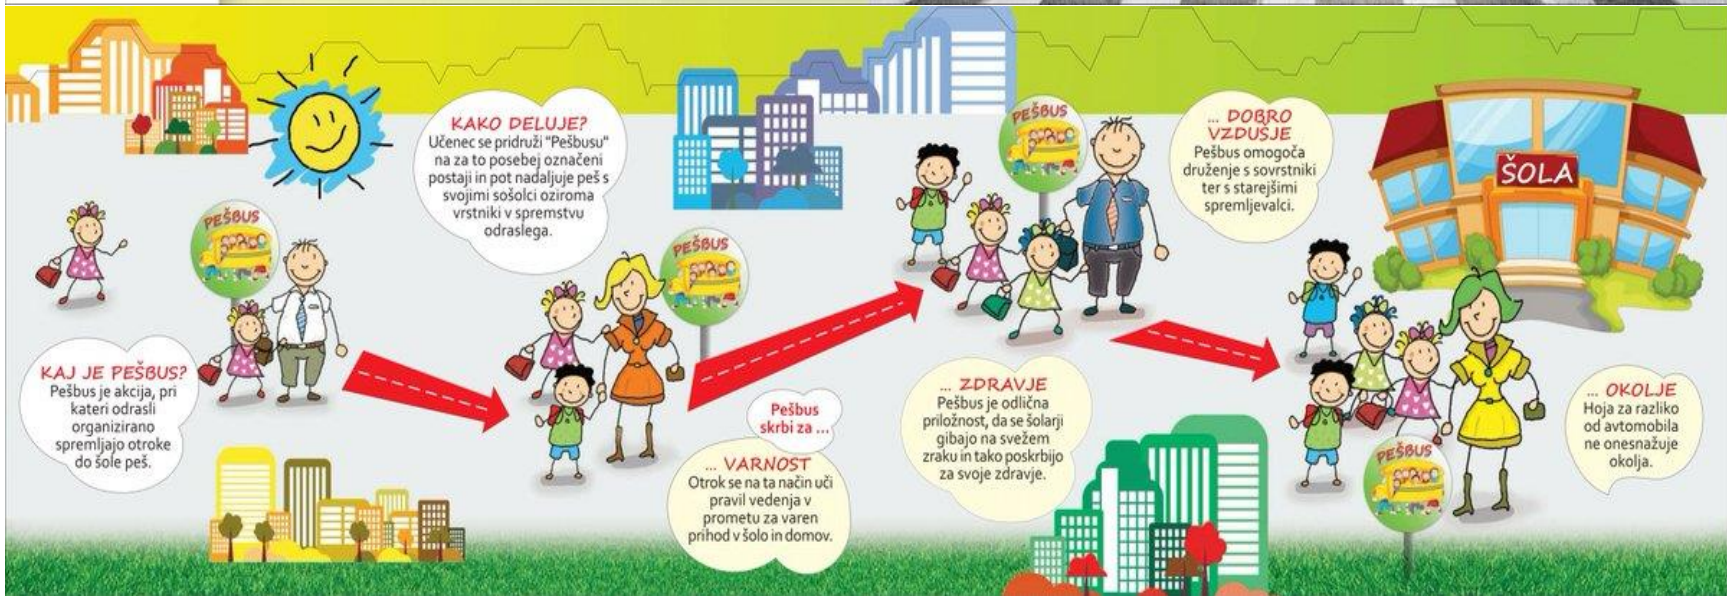 PEŠBUS
KAJ JE PEŠBUS?
Pešbus je akcija, pri
kateri odrasli
organizirano
spremljajo otroke
do šole peš.
KAKO DELUJE?
Učenec se pridruži "Pešbusu"
na za to posebej označeni
postaji in pot nadaljuje peš s
svojimi sošolci oziroma
vrstniki v spremstvu
odraslega.
PEŠBUS
Pešbus
skrbi za ...
... VARNOST
Otrok se na ta način uči
pravil vedenja v
prometu za varen
prihod v šolo in domov.
PEŠBUS
... ZDRAVJE
Pešbus je odlična
priložnost, da se šolarji
gibajo na svežem
zraku in tako poskrbijo
za svoje zdravje.
... DOBRO
VZDUŠJE
Pešbus omogoča
druženje s sovrstniki
ter s starejšimi
spremljevalci.
ŠOLA
... OKOLJE
Hoja za razliko
od avtomobila
ne onesnažuje
okolja.
PEŠBUS